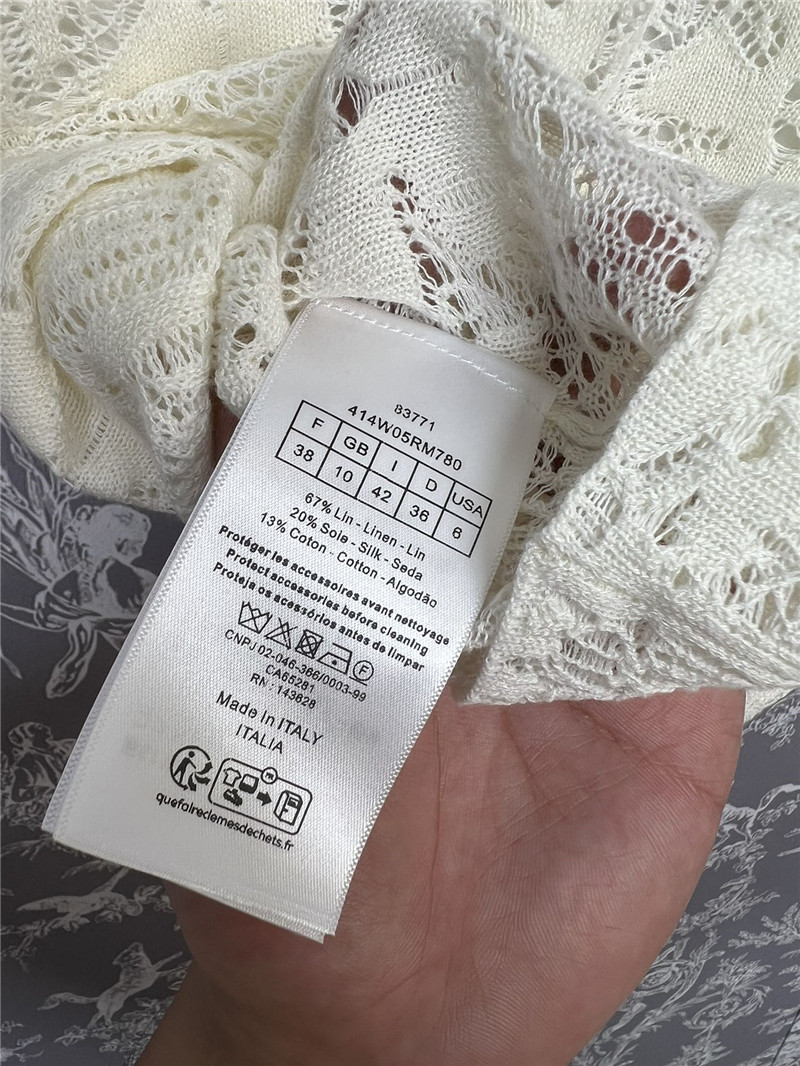 83771
414W05RM780
F GB I D USA
38 10 42 36 6
67% Lin - Linen - Lin
20% Soie - Silk - Seda
13% Coton - Cotton - Algodão
Protéger les accessoires avant nettoyage
Protect accessories before cleaning
Proteja os acessórios antes de limpar
F
CNPJ 02-046-366/0003-99
CA65281
RN : 143628
Made in ITALY
ITALIA
FR
quefairedemesdechets.fr